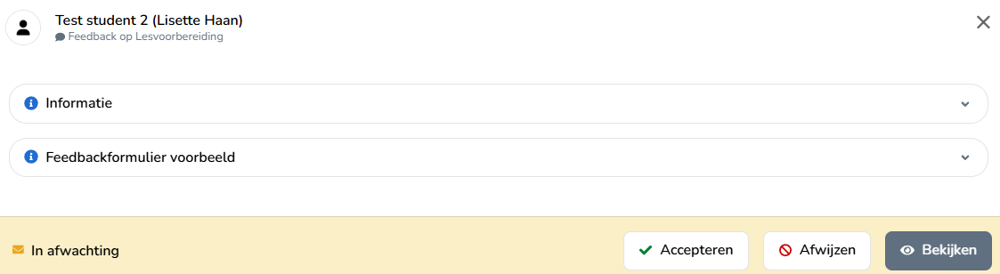 Test student 2 (Lisette Haan)
Feedback op Lesvoorbereiding
Informatie
Feedbackformulier voorbeeld
In afwachting
Accepteren
Afwijzen
Bekijken